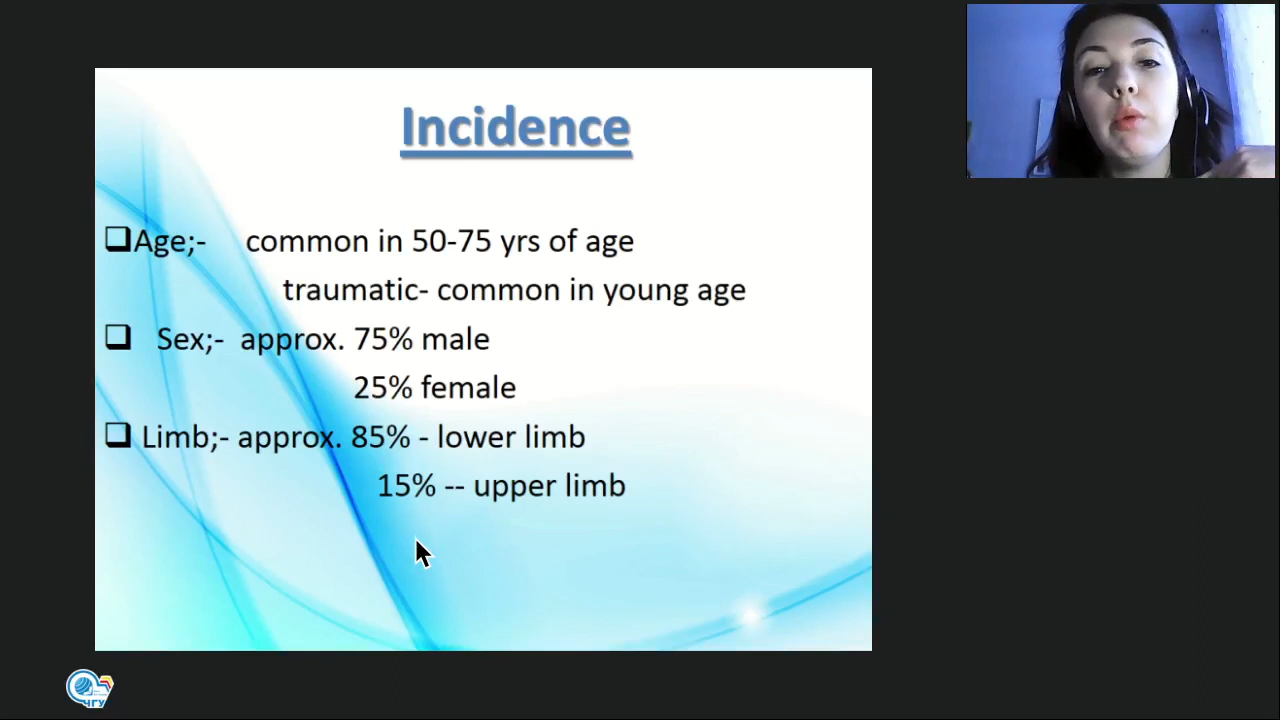 Incidence
❑Age;- common in 50-75 yrs of age
traumatic- common in young age
❑ Sex;- approx. 75% male
25% female
❑ Limb;- approx. 85% - lower limb
15% -- upper limb
ЧГУ